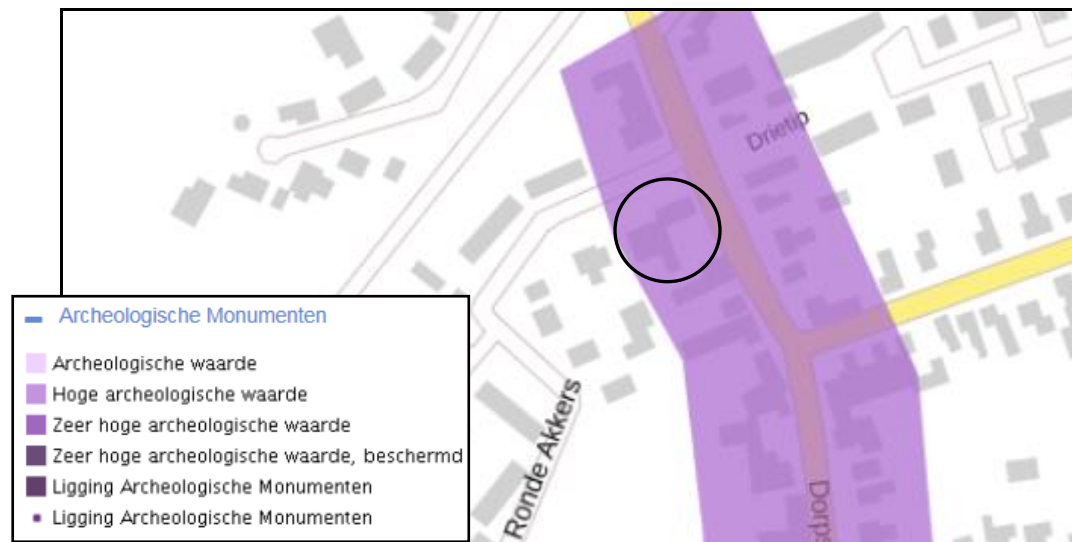 Drietip
Archeologische Monumenten
Archeologische waarde
Hoge archeologische waarde
Zeer hoge archeologische waarde
Zeer hoge archeologische waarde, beschermd
Ligging Archeologische Monumenten
Ligging Archeologische Monumenten
Ronde Akkers
Dorps